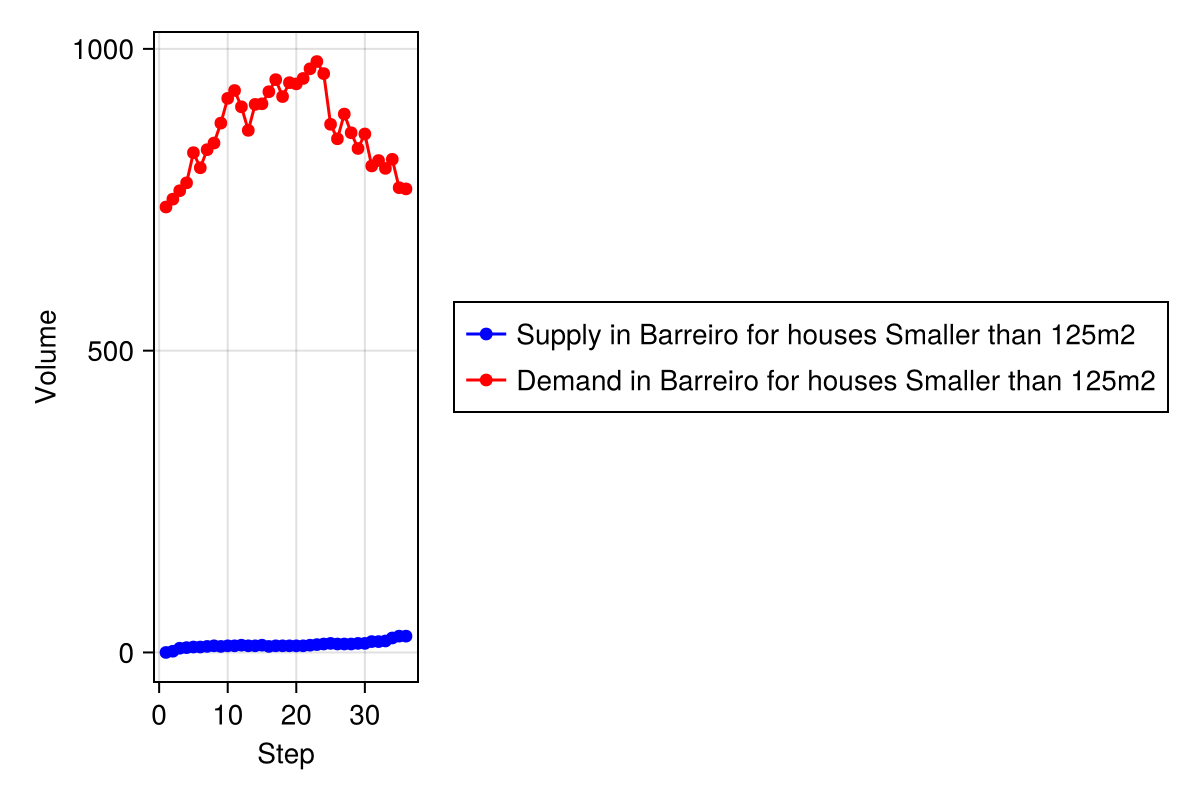 1000
500
0
Volume
0 10 20 30
Step
Supply in Barreiro for houses Smaller than 125m2
Demand in Barreiro for houses Smaller than 125m2